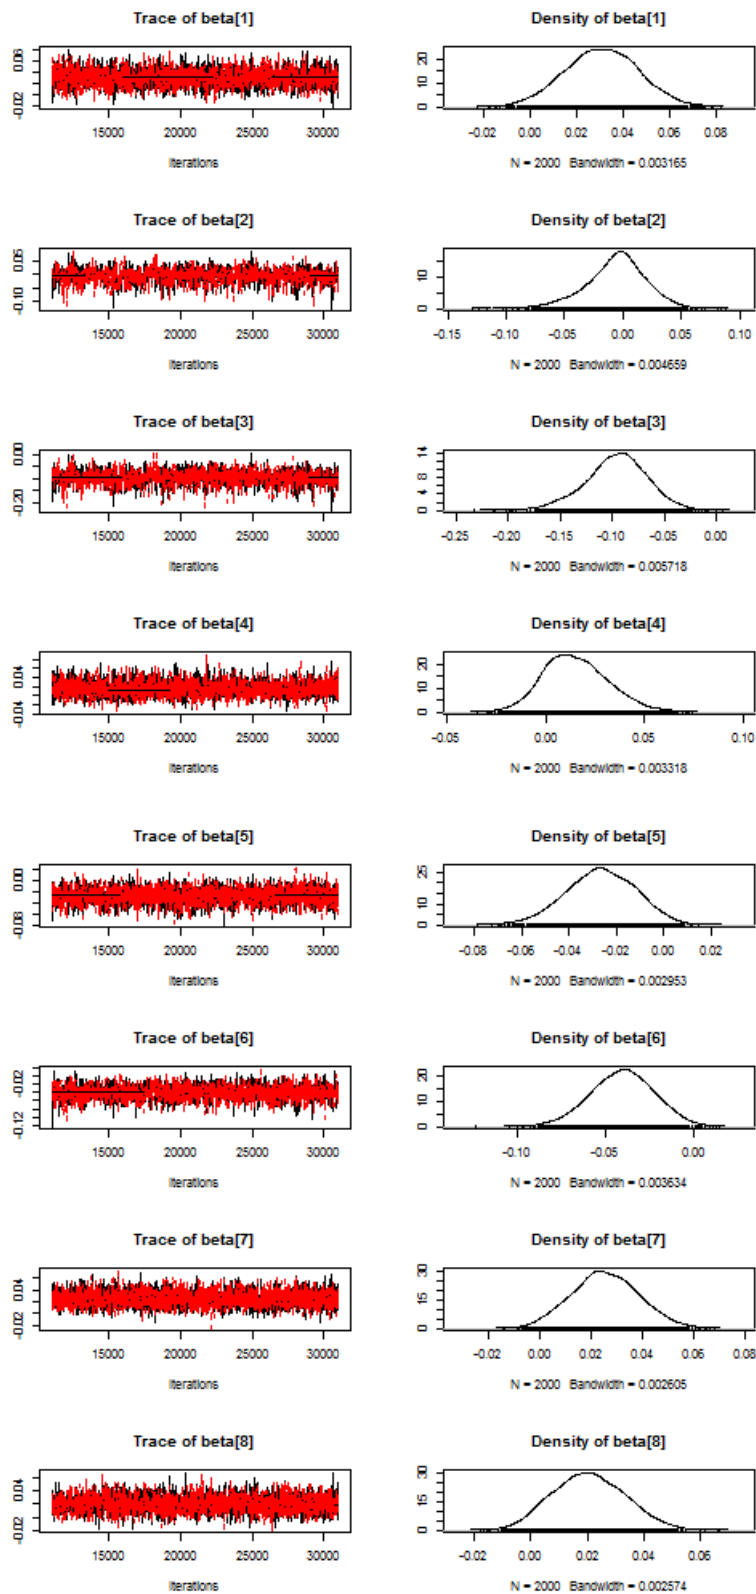 Trace of beta[1] Density of beta[1]
0.06
-0.02
20
10
0
15000 20000 25000 30000 -0.02 0.00 0.02 0.04 0.06 0.08
Iterations N = 2000 Bandwidth = 0.003165
Trace of beta[2] Density of beta[2]
0.05
-0.10
10
0
15000 20000 25000 30000 -0.15 -0.10 -0.05 0.00 0.05 0.10
Iterations N = 2000 Bandwidth = 0.004659
Trace of beta[3] Density of beta[3]
0.00
-0.20
14
8
4
0
15000 20000 25000 30000 -0.25 -0.20 -0.15 -0.10 -0.05 0.00
Iterations N = 2000 Bandwidth = 0.005718
Trace of beta[4] Density of beta[4]
0.04
-0.04
20
10
0
15000 20000 25000 30000 -0.05 0.00 0.05 0.10
Iterations N = 2000 Bandwidth = 0.003318
Trace of beta[5] Density of beta[5]
0.00
-0.08
25
10
0
15000 20000 25000 30000 -0.08 -0.06 -0.04 -0.02 0.00 0.02
Iterations N = 2000 Bandwidth = 0.002953
Trace of beta[6] Density of beta[6]
-0.02
-0.12
20
10
0
15000 20000 25000 30000 -0.10 -0.05 0.00
Iterations N = 2000 Bandwidth = 0.003634
Trace of beta[7] Density of beta[7]
0.04
-0.02
30
15
0
15000 20000 25000 30000 -0.02 0.00 0.02 0.04 0.06 0.08
Iterations N = 2000 Bandwidth = 0.002605
Trace of beta[8] Density of beta[8]
0.04
-0.02
30
15
0
15000 20000 25000 30000 -0.02 0.00 0.02 0.04 0.06
Iterations N = 2000 Bandwidth = 0.002574